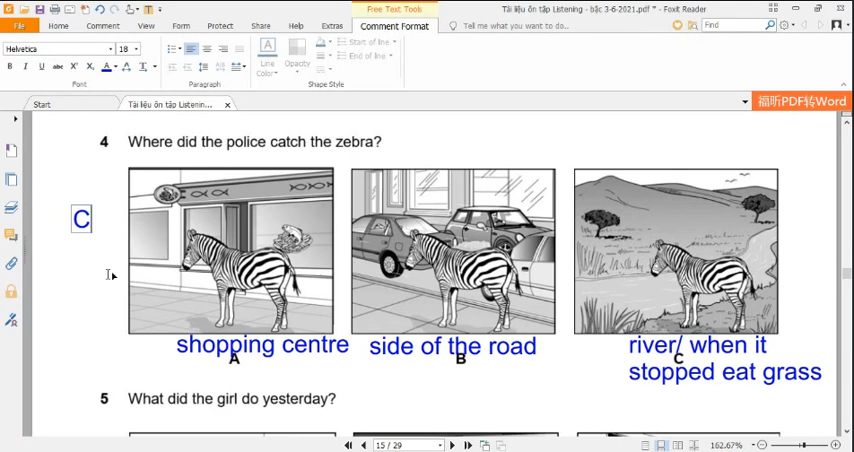 Free Text Tools
Tài liệu ôn tập Listening - bậc 3-6-2021.pdf * - Foxit Reader
File
Home
Comment
View
Form
Protect
Share
Help
Extras
Comment Format
Tell me what you want to do..
Find
Helvetica
18
Line Color
Opacity
Start of line
End of line
Font
Paragraph
Shape Style
Start
Tài liệu ôn tập Listenin...
福昕PDF转Word
4 Where did the police catch the zebra?
C
shopping centre
side of the road
river/ when it
stopped eat grass
A
B
C
5 What did the girl do yesterday?
15 / 29
162.67%